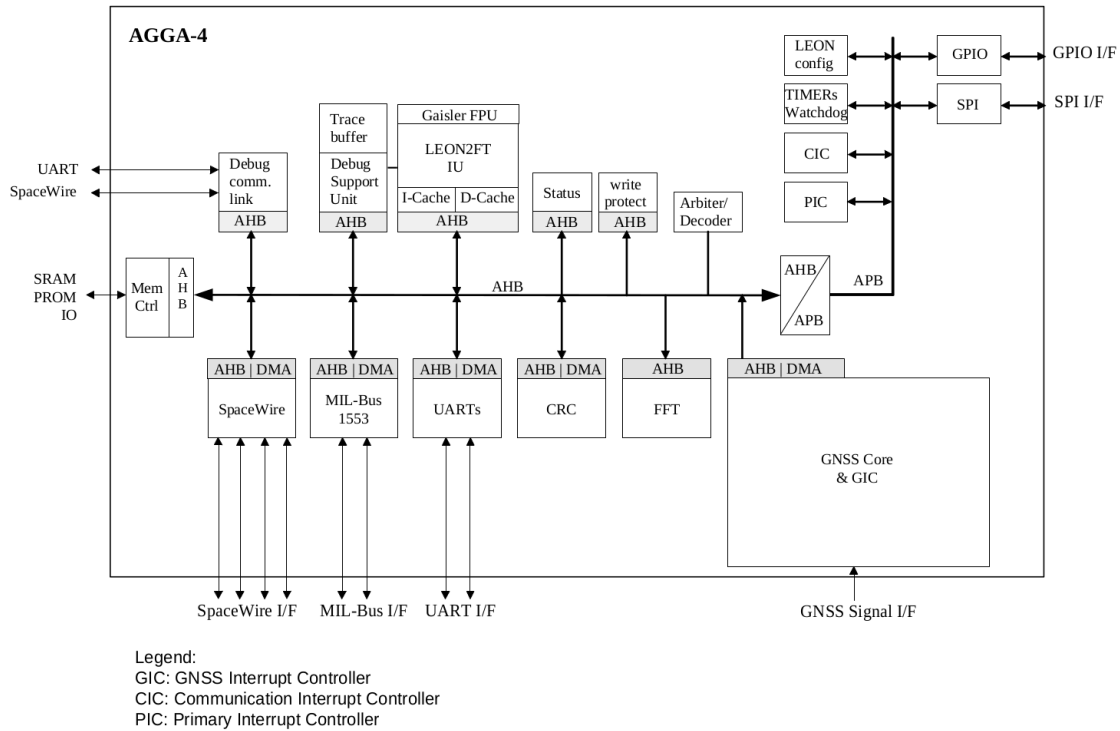 AGGA-4
LEON
config
GPIO
GPIO I/F
TIMERs
Watchdog
SPI
SPI I/F
CIC
PIC
UART
SpaceWire
Debug
comm.
link
AHB
Trace
buffer
Debug
Support
Unit
AHB
Gaisler FPU
LEON2FT
IU
I-Cache
D-Cache
AHB
Status
AHB
write
protect
AHB
Arbiter/
Decoder
SRAM
PROM
IO
Mem
Ctrl
A
H
B
AHB
AHB
APB
APB
AHB | DMA
SpaceWire
AHB | DMA
MIL-Bus
1553
AHB | DMA
UARTs
AHB | DMA
CRC
AHB
FFT
AHB | DMA
GNSS Core
& GIC
SpaceWire I/F
MIL-Bus I/F
UART I/F
GNSS Signal I/F
Legend:
GIC: GNSS Interrupt Controller
CIC: Communication Interrupt Controller
PIC: Primary Interrupt Controller